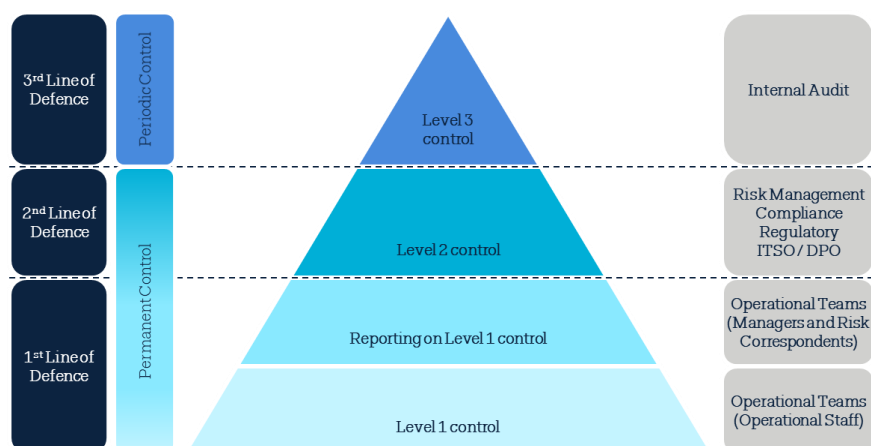 3rd Line of
Defence
Periodic Control
Level 3
control
Internal Audit
2nd Line of
Defence
Permanent Control
Level 2 control
Risk Management
Compliance
Regulatory
ITSO / DPO
1st Line of
Defence
Reporting on Level 1 control
Operational Teams
(Managers and Risk
Correspondents)
Level 1 control
Operational Teams
(Operational Staff)